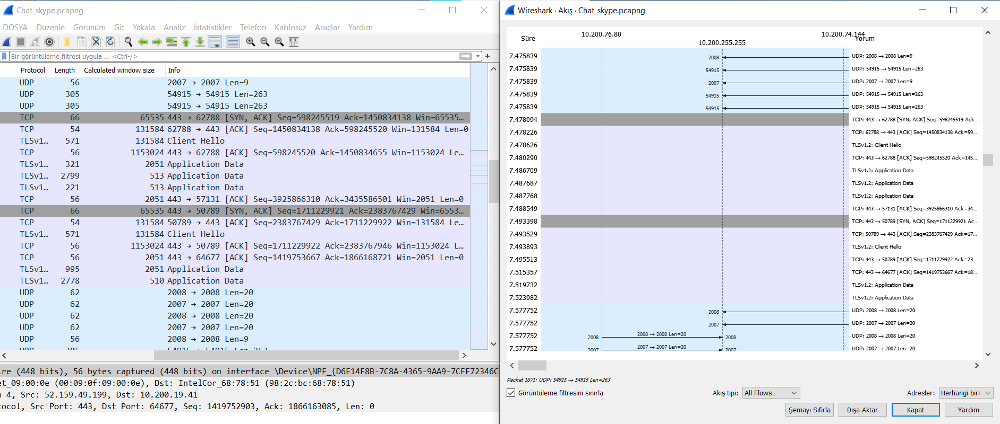 Chat_skype.pcapng
DOSYA Düzenle Görünüm Git Yakala Analiz İstatistikler Telefon Kablosuz Araçlar Yardım
Bir görüntüleme filtresi uygula ... <Ctrl-/>
Protocol Length Calculated window size Info
UDP 56 2007 → 2007 Len=9
UDP 305 54915 → 54915 Len=263
UDP 305 54915 → 54915 Len=263
TCP 66 65535 443 → 62788 [SYN, ACK] Seq=598245519 Ack=1450834138 Win=65535…
TCP 54 131584 62788 → 443 [ACK] Seq=1450834138 Ack=598245520 Win=131584 Len=0
TLSv1… 571 131584 Client Hello
TCP 56 1153024 443 → 62788 [ACK] Seq=598245520 Ack=1450834655 Win=1153024 Le…
TLSv1… 321 2051 Application Data
TLSv1… 2799 513 Application Data
TLSv1… 221 513 Application Data
TCP 56 2051 443 → 57131 [ACK] Seq=3925866310 Ack=3435586501 Win=2051 Len=0
TCP 66 65535 443 → 50789 [SYN, ACK] Seq=1711229921 Ack=2383767429 Win=6553…
TCP 54 131584 50789 → 443 [ACK] Seq=2383767429 Ack=1711229922 Win=131584 Le…
TLSv1… 571 131584 Client Hello
TCP 56 1153024 443 → 50789 [ACK] Seq=1711229922 Ack=2383767946 Win=1153024 L…
TCP 56 2051 443 → 64677 [ACK] Seq=1419753667 Ack=1866168721 Win=2051 Len=0
TLSv1… 995 2051 Application Data
TLSv1… 2778 510 Application Data
UDP 62 2008 → 2008 Len=20
UDP 62 2007 → 2007 Len=20
UDP 62 2008 → 2008 Len=20
UDP 62 2007 → 2007 Len=20
UDP 56 2008 → 2008 Len=9
UDP 305 54915 → 54915 Len=263
ire (448 bits), 56 bytes captured (448 bits) on interface \Device\NPF_{D6E14F8B-7C8A-4365-9AA9-7CFF72346C
et_09:00:0e (00:09:0f:09:00:0e), Dst: IntelCor_68:78:51 (98:2c:bc:68:78:51)
n 4, Src: 52.159.49.199, Dst: 10.200.19.41
tocol, Src Port: 443, Dst Port: 64677, Seq: 1419752903, Ack: 1866163085, Len: 0
Wireshark · Akış · Chat_skype.pcapng
Süre 10.200.76.80 10.200.255.255 10.200.74.144 Yorum
7.475839 2008 UDP: 2008 → 2008 Len=9
7.475839 54915 UDP: 54915 → 54915 Len=263
7.475839 2007 UDP: 2007 → 2007 Len=9
7.475839 54915 UDP: 54915 → 54915 Len=263
7.475839 54915 UDP: 54915 → 54915 Len=263
7.478094 TCP: 443 → 62788 [SYN, ACK] Seq=598245519 Ack…
7.478226 TCP: 62788 → 443 [ACK] Seq=1450834138 Ack=59…
7.478626 TLSv1.2: Client Hello
7.480290 TCP: 443 → 62788 [ACK] Seq=598245520 Ack=145…
7.486709 TLSv1.2: Application Data
7.487687 TLSv1.2: Application Data
7.487768 TLSv1.2: Application Data
7.488549 TCP: 443 → 57131 [ACK] Seq=3925866310 Ack=34…
7.493398 TCP: 443 → 50789 [SYN, ACK] Seq=1711229921 Ac…
7.493529 TCP: 50789 → 443 [ACK] Seq=2383767429 Ack=17…
7.493893 TLSv1.2: Client Hello
7.495513 TCP: 443 → 50789 [ACK] Seq=1711229922 Ack=23…
7.515357 TCP: 443 → 64677 [ACK] Seq=1419753667 Ack=18…
7.519732 TLSv1.2: Application Data
7.523982 TLSv1.2: Application Data
7.577752 2008 UDP: 2008 → 2008 Len=20
7.577752 2007 UDP: 2007 → 2007 Len=20
7.577752 2008 2008 → 2008 Len=20 2008 UDP: 2008 → 2008 Len=20
7.577752 2007 2007 → 2007 Len=20 2007 UDP: 2007 → 2007 Len=20
Packet 1071: UDP: 54915 → 54915 Len=263
Görüntüleme filtresini sınırla Akış tipi: All Flows Adresler: Herhangi biri
Şemayı Sıfırla Dışa Aktar Kapat Yardım